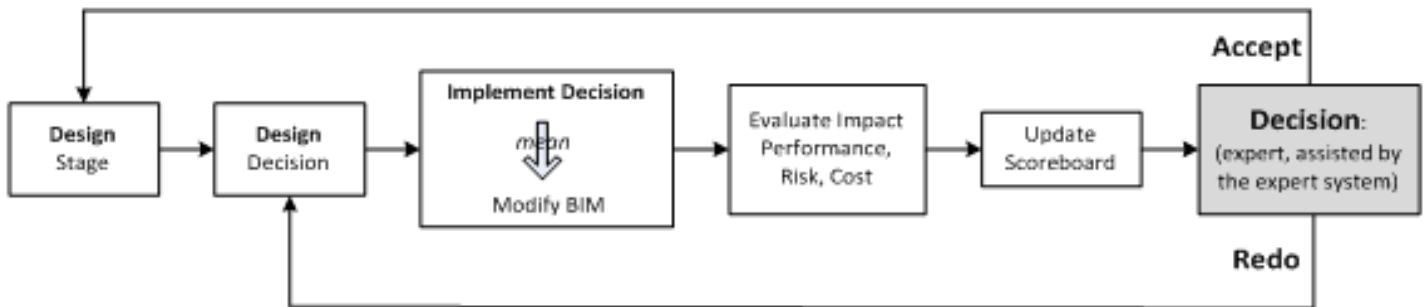 Accept
Design
Stage
Design
Decision
Implement Decision
mean
Modify BIM
Evaluate Impact
Performance,
Risk, Cost
Update
Scoreboard
Decision:
(expert, assisted by
the expert system)
Redo